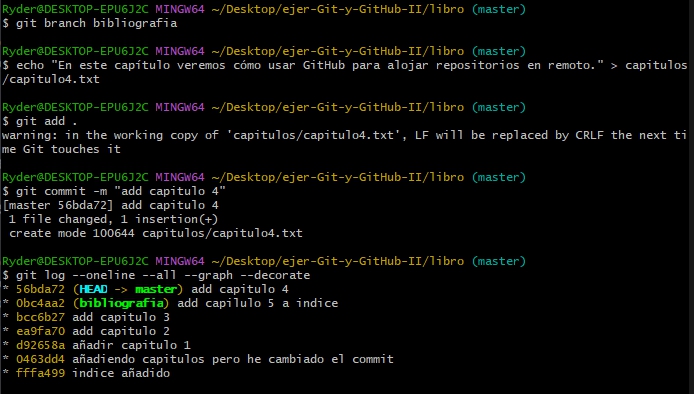 Ryder@DESKTOP-EPU6J2C MINGW64 ~/Desktop/ejer-Git-y-GitHub-II/libro (master)
$ git branch bibliografia
Ryder@DESKTOP-EPU6J2C MINGW64 ~/Desktop/ejer-Git-y-GitHub-II/libro (master)
$ echo "En este capítulo veremos cómo usar GitHub para alojar repositorios en remoto." > capitulos
/capitulo4.txt
Ryder@DESKTOP-EPU6J2C MINGW64 ~/Desktop/ejer-Git-y-GitHub-II/libro (master)
$ git add .
warning: in the working copy of 'capitulos/capitulo4.txt', LF will be replaced by CRLF the next ti
me Git touches it
Ryder@DESKTOP-EPU6J2C MINGW64 ~/Desktop/ejer-Git-y-GitHub-II/libro (master)
$ git commit -m "add capitulo 4"
[master 56bda72] add capitulo 4
 1 file changed, 1 insertion(+)
 create mode 100644 capitulos/capitulo4.txt
Ryder@DESKTOP-EPU6J2C MINGW64 ~/Desktop/ejer-Git-y-GitHub-II/libro (master)
$ git log --oneline --all --graph --decorate
* 56bda72 (HEAD -> master) add capitulo 4
* 0bc4aa2 (bibliografia) add capilulo 5 a indice
* bcc6b27 add capitulo 3
* ea9fa70 add capitulo 2
* d92658a añadir capitulo 1
* 0463dd4 añadiendo capitulos pero he cambiado el commit
* fffa499 indice añadido